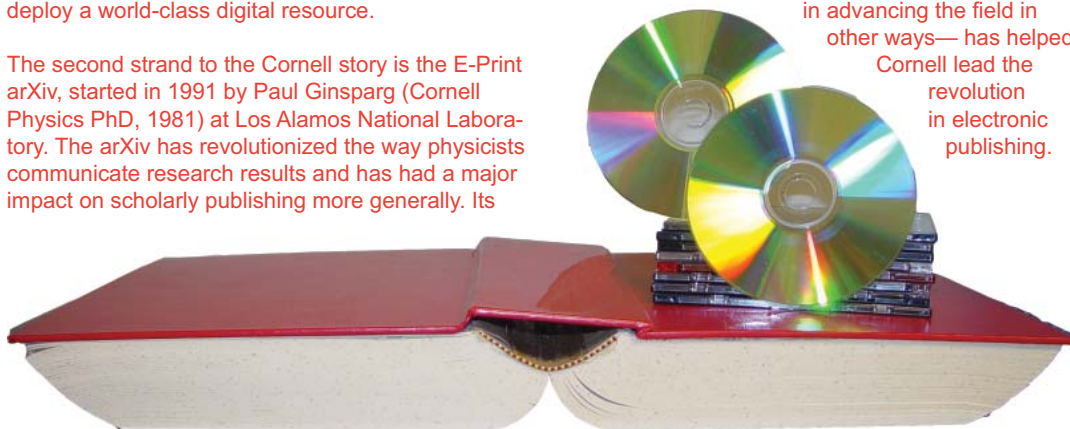 deploy a world-class digital resource.
The second strand to the Cornell story is the E-Print
arXiv, started in 1991 by Paul Ginsparg (Cornell
Physics PhD, 1981) at Los Alamos National Labora-
tory. The arXiv has revolutionized the way physicists
communicate research results and has had a major
impact on scholarly publishing more generally. Its
in advancing the field in
other ways— has helped
Cornell lead the
revolution
in electronic
publishing.